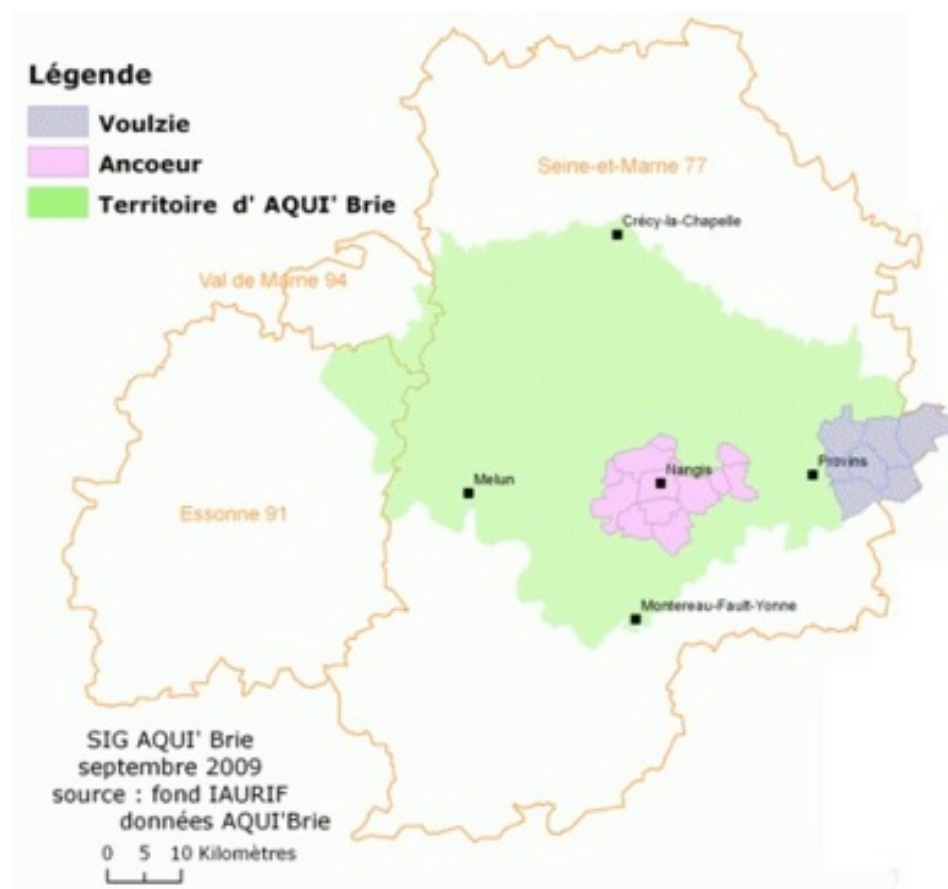 Légende
Voulzie
Ancoeur
Territoire d' AQUI' Brie
Seine-et-Marne 77
Crécy-la-Chapelle
Val de Marne 94
Nangis
Provins
Melun
Essonne 91
Montereau-Fault-Yonne
SIG AQUI' Brie
septembre 2009
source : fond IAURIF
données AQUI'Brie
0 5 10 Kilomètres